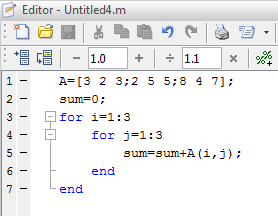 Editor - Untitled4.m
− 1.0 + ÷ 1.1 ×
1 − A=[3 2 3;2 5 5;8 4 7];
2 − sum=0;
3 − for i=1:3
4 − for j=1:3
5 − sum=sum+A(i,j);
6 − end
7 − end